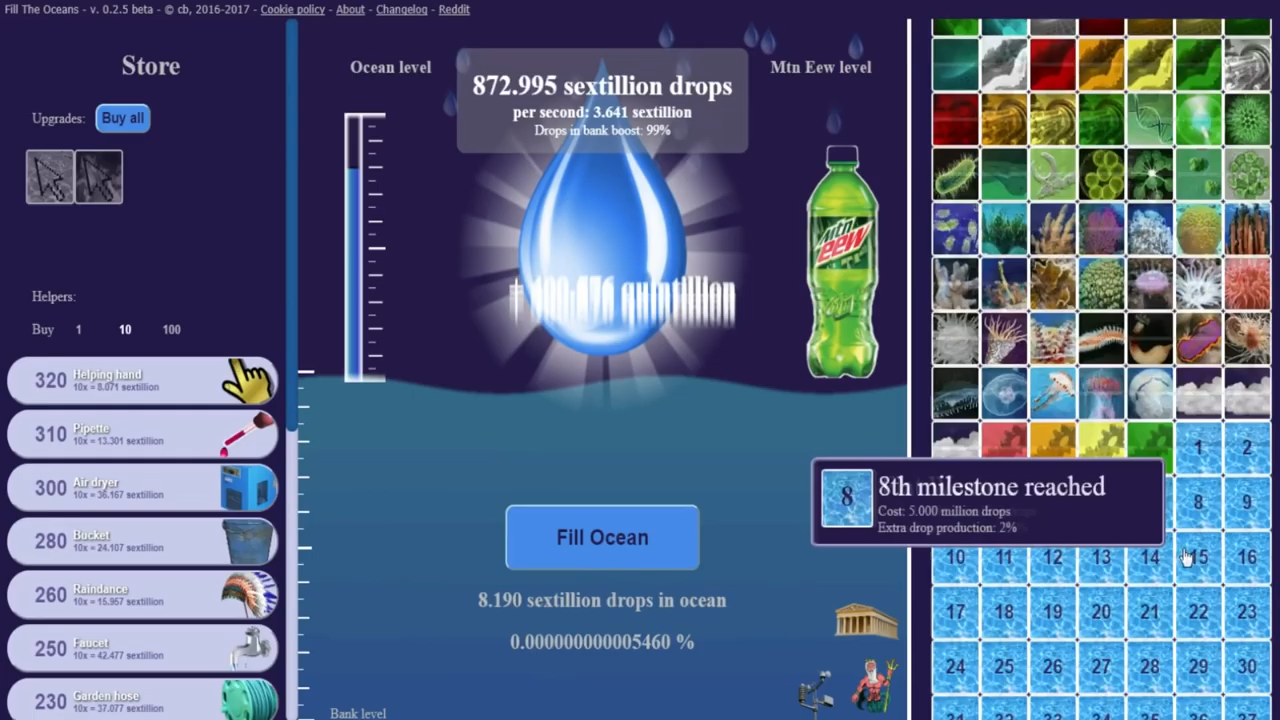 Fill The Oceans - v. 0.2.5 beta - © cb, 2016-2017 - Cookie policy - About - Changelog - Reddit
Store
Upgrades: Buy all
Helpers:
Buy 1 10 100
320 Helping hand
10x = 8.071 sextillion
310 Pipette
10x = 13.301 sextillion
300 Air dryer
10x = 36.167 sextillion
280 Bucket
10x = 24.107 sextillion
260 Raindance
10x = 15.957 sextillion
250 Faucet
10x = 42.477 sextillion
230 Garden hose
10x = 37.077 sextillion
Ocean level
872.995 sextillion drops
per second: 3.641 sextillion
Drops in bank boost: 99%
Mtn Eew level
mtn
eew
quintillion
Fill Ocean
8.190 sextillion drops in ocean
0.000000000005460 %
Bank level
1 2
8 9
8 8th milestone reached
Cost: 5.000 million drops
Extra drop production: 2%
10 11 12 13 14 15 16
17 18 19 20 21 22 23
24 25 26 27 28 29 30